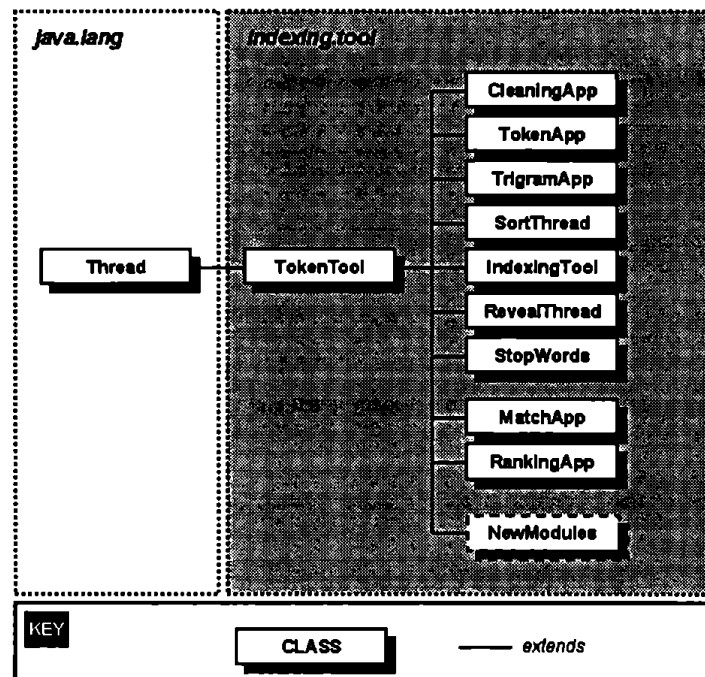 java.lang
indexing.tool
CleaningApp
TokenApp
TrigramApp
SortThread
Thread
TokenTool
IndexingTool
RevealThread
StopWords
MatchApp
RankingApp
NewModules
KEY
CLASS
extends